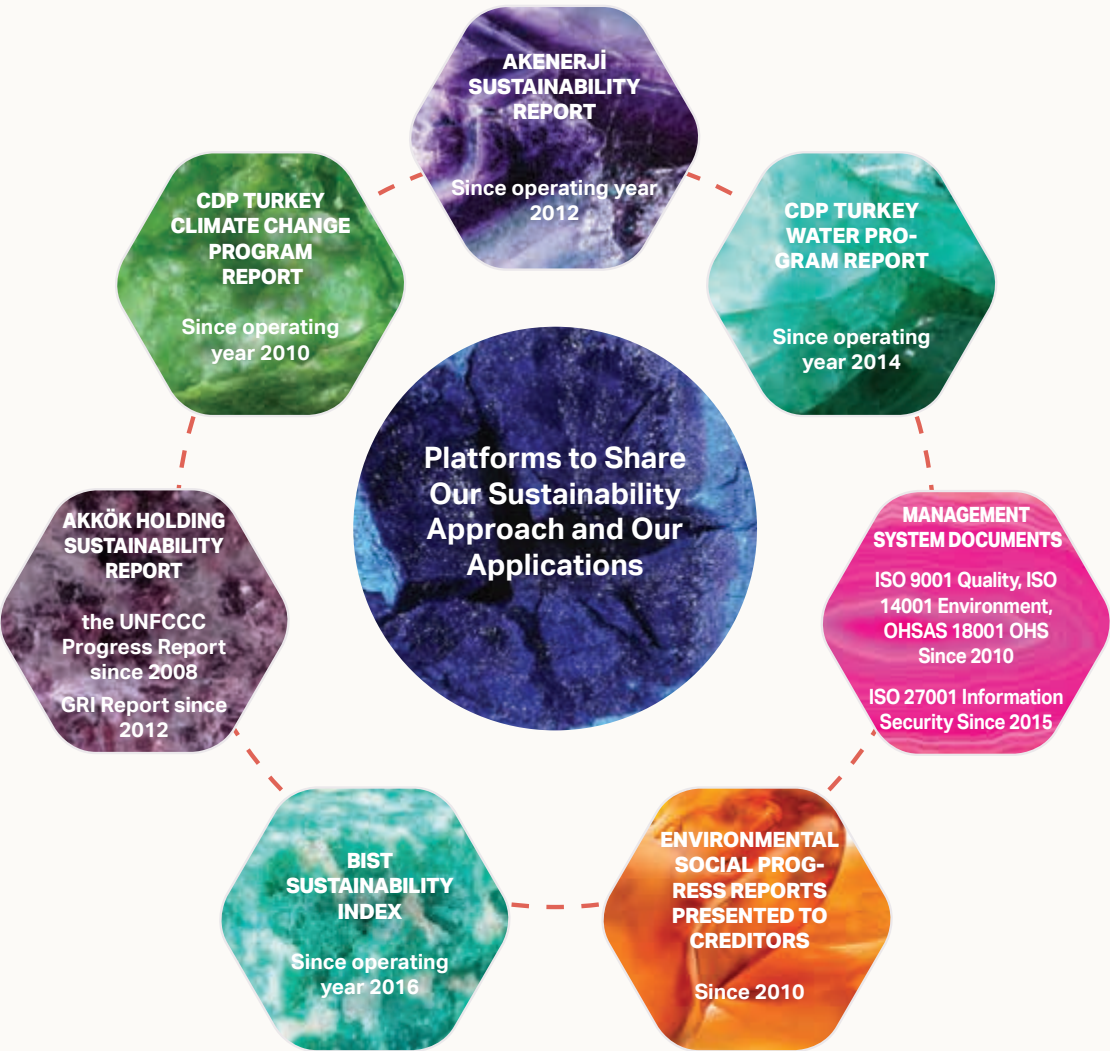 AKENERJİ
SUSTAINABILITY
REPORT
Since operating year
2012
CDP TURKEY
CLIMATE CHANGE
PROGRAM
REPORT
Since operating
year 2010
CDP TURKEY
WATER PRO-
GRAM REPORT
Since operating
year 2014
Platforms to Share
Our Sustainability
Approach and Our
Applications
AKKÖK HOLDING
SUSTAINABILITY
REPORT
the UNFCCC
Progress Report
since 2008
GRI Report since
2012
MANAGEMENT
SYSTEM DOCUMENTS
ISO 9001 Quality, ISO
14001 Environment,
OHSAS 18001 OHS
Since 2010
ISO 27001 Information
Security Since 2015
BIST
SUSTAINABILITY
INDEX
Since operating
year 2016
ENVIRONMENTAL
SOCIAL PROG-
RESS REPORTS
PRESENTED TO
CREDITORS
Since 2010